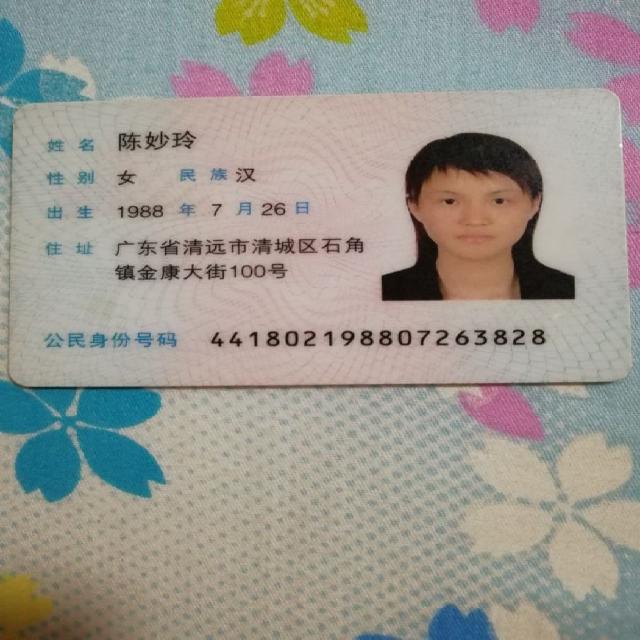 姓名 陈妙玲
性别 女 民族 汉
出生 1988 年 7 月 26 日
住址 广东省清远市清城区石角
镇金康大街100号
公民身份号码 441802198807263828